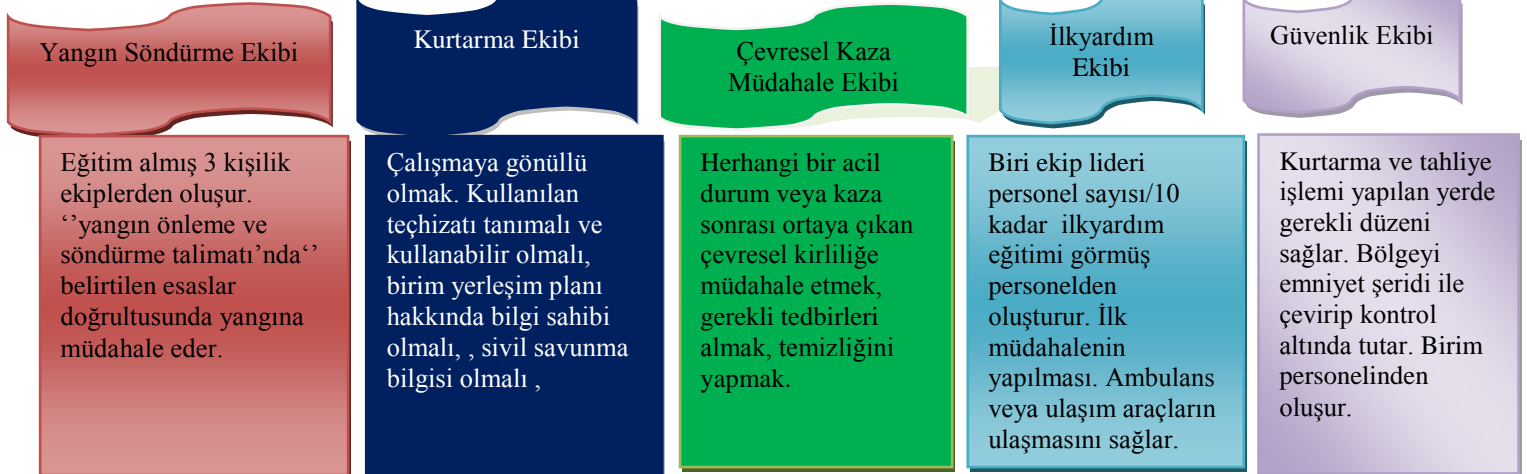 Yangın Söndürme Ekibi
Eğitim almış 3 kişilik
ekiplerden oluşur.
‘’yangın önleme ve
söndürme talimatı’nda‘’
belirtilen esaslar
doğrultusunda yangına
müdahale eder.
Kurtarma Ekibi
Çalışmaya gönüllü
olmak. Kullanılan
teçhizatı tanımalı ve
kullanabilir olmalı,
birim yerleşim planı
hakkında bilgi sahibi
olmalı, , sivil savunma
bilgisi olmalı ,
Çevresel Kaza
Müdahale Ekibi
Herhangi bir acil
durum veya kaza
sonrası ortaya çıkan
çevresel kirliliğe
müdahale etmek,
gerekli tedbirleri
almak, temizliğini
yapmak.
İlkyardım
Ekibi
Biri ekip lideri
personel sayısı/10
kadar ilkyardım
eğitimi görmüş
personelden
oluşturur. İlk
müdahalenin
yapılması. Ambulans
veya ulaşım araçların
ulaşmasını sağlar.
Güvenlik Ekibi
Kurtarma ve tahliye
işlemi yapılan yerde
gerekli düzeni
sağlar. Bölgeyi
emniyet şeridi ile
çevirip kontrol
altında tutar. Birim
personelinden
oluşur.